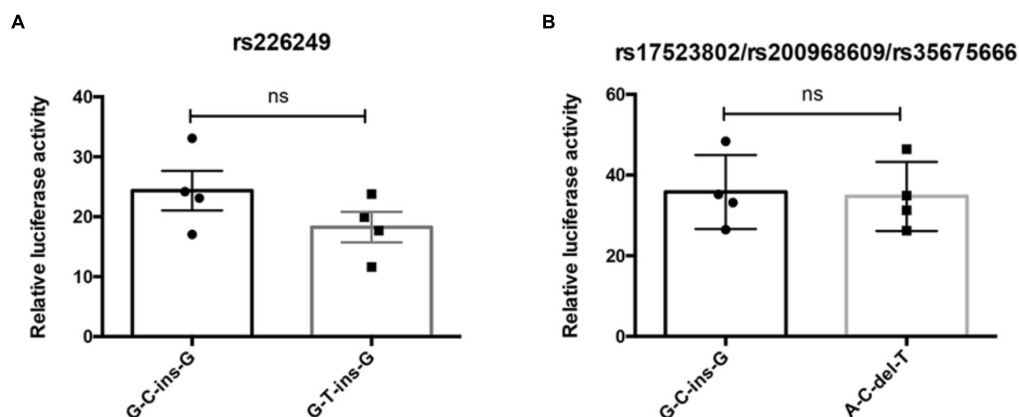 A
rs226249
Relative luciferase activity
40
30
20
10
0
ns
G-C-ins-G
G-T-ins-G
B
rs17523802/rs200968609/rs35675666
Relative luciferase activity
60
40
20
0
ns
G-C-ins-G
A-C-del-T